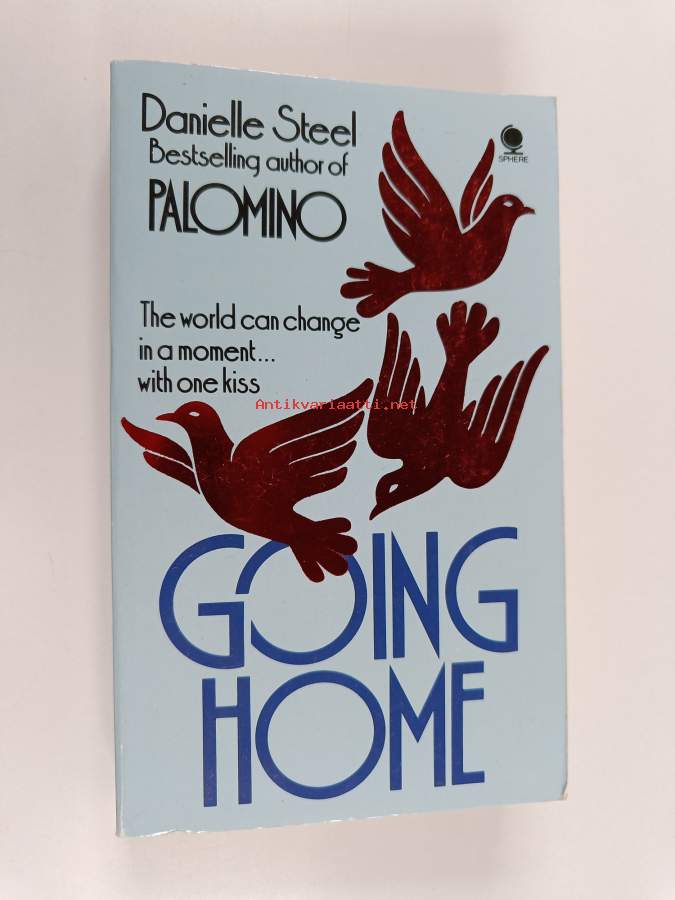 Danielle Steel
Bestselling author of
PALOMINO
SPHERE
The world can change
in a moment...
with one kiss
Antikvariaatti.net
GOING
HOME